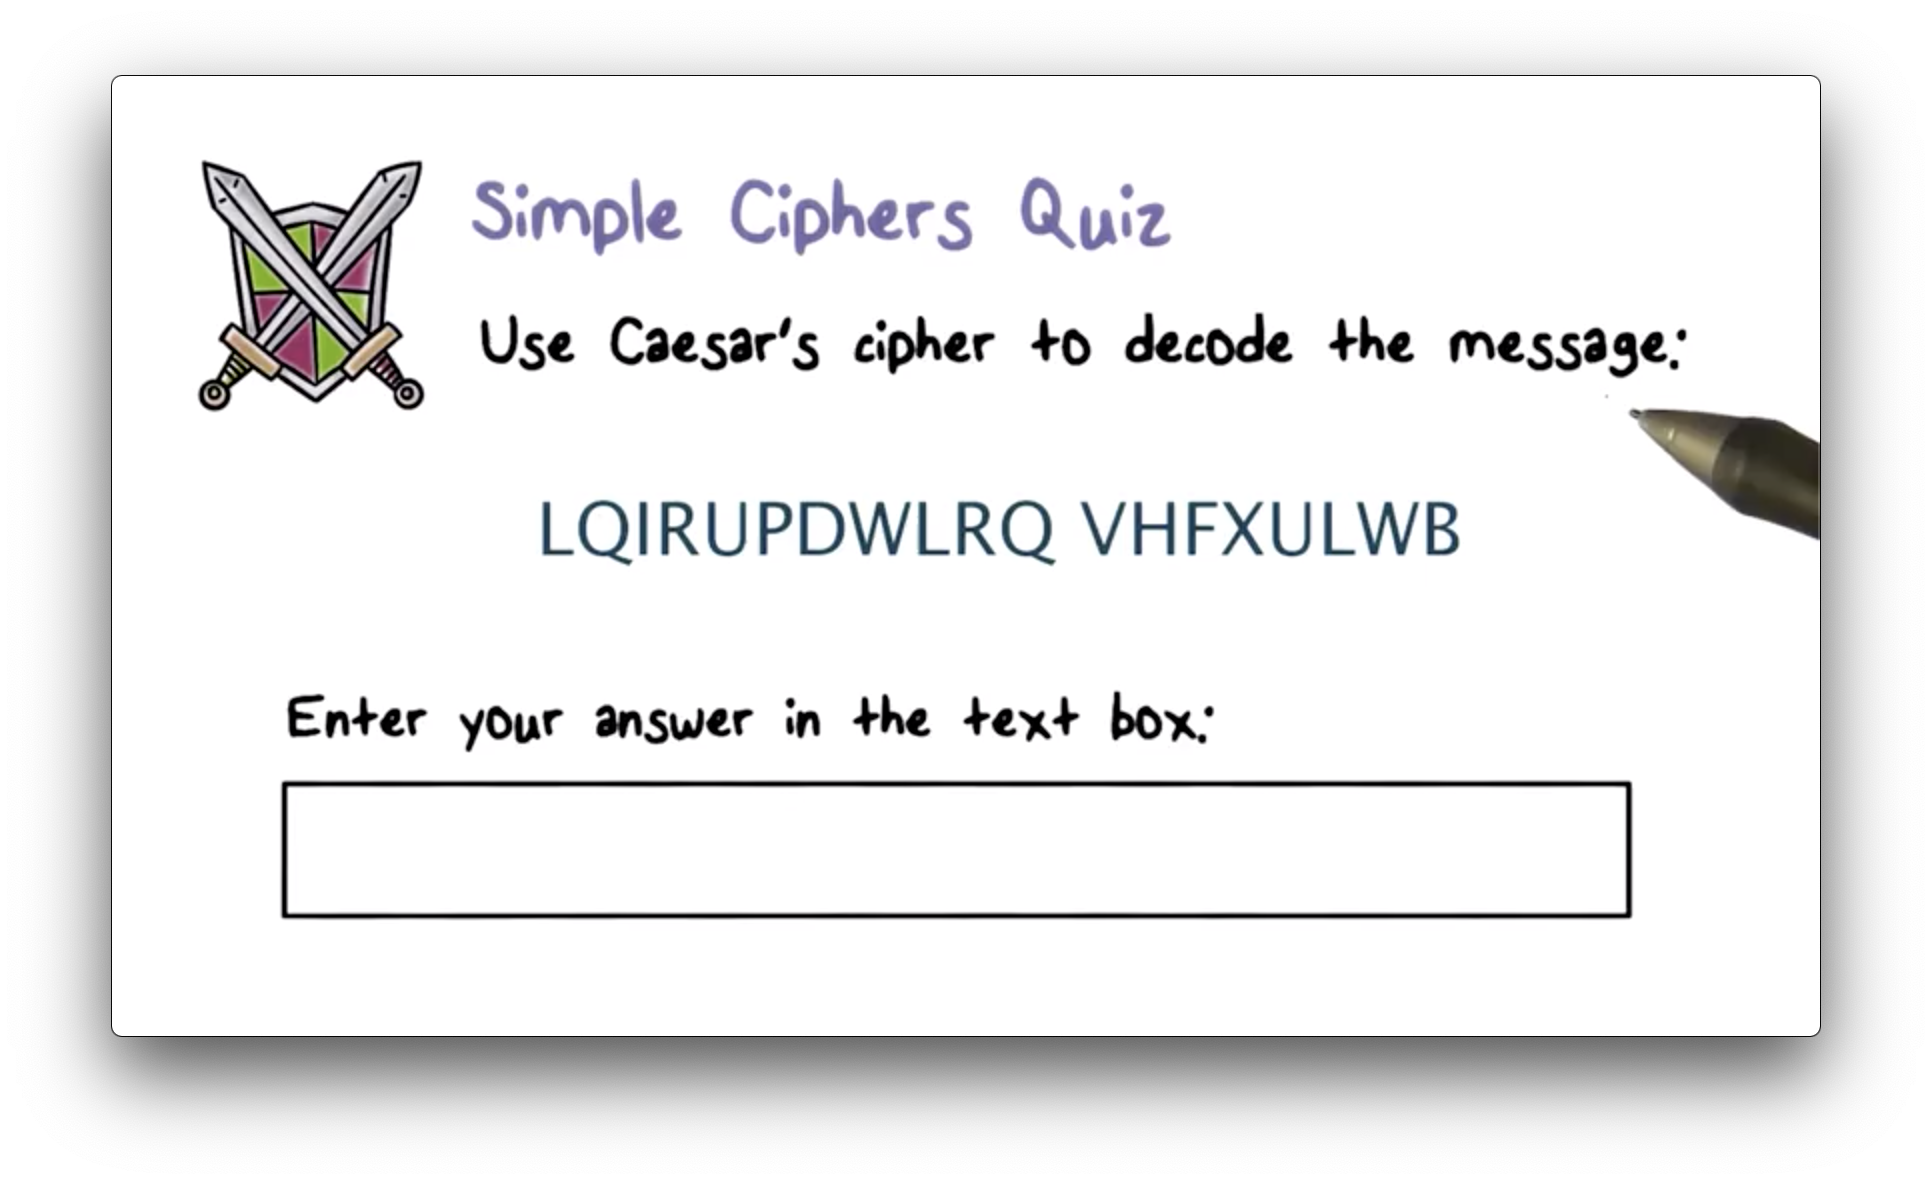 Simple Ciphers Quiz
Use Caesar's cipher to decode the message:
LQIRUPDWLRQ VHFXULWB
Enter your answer in the text box: